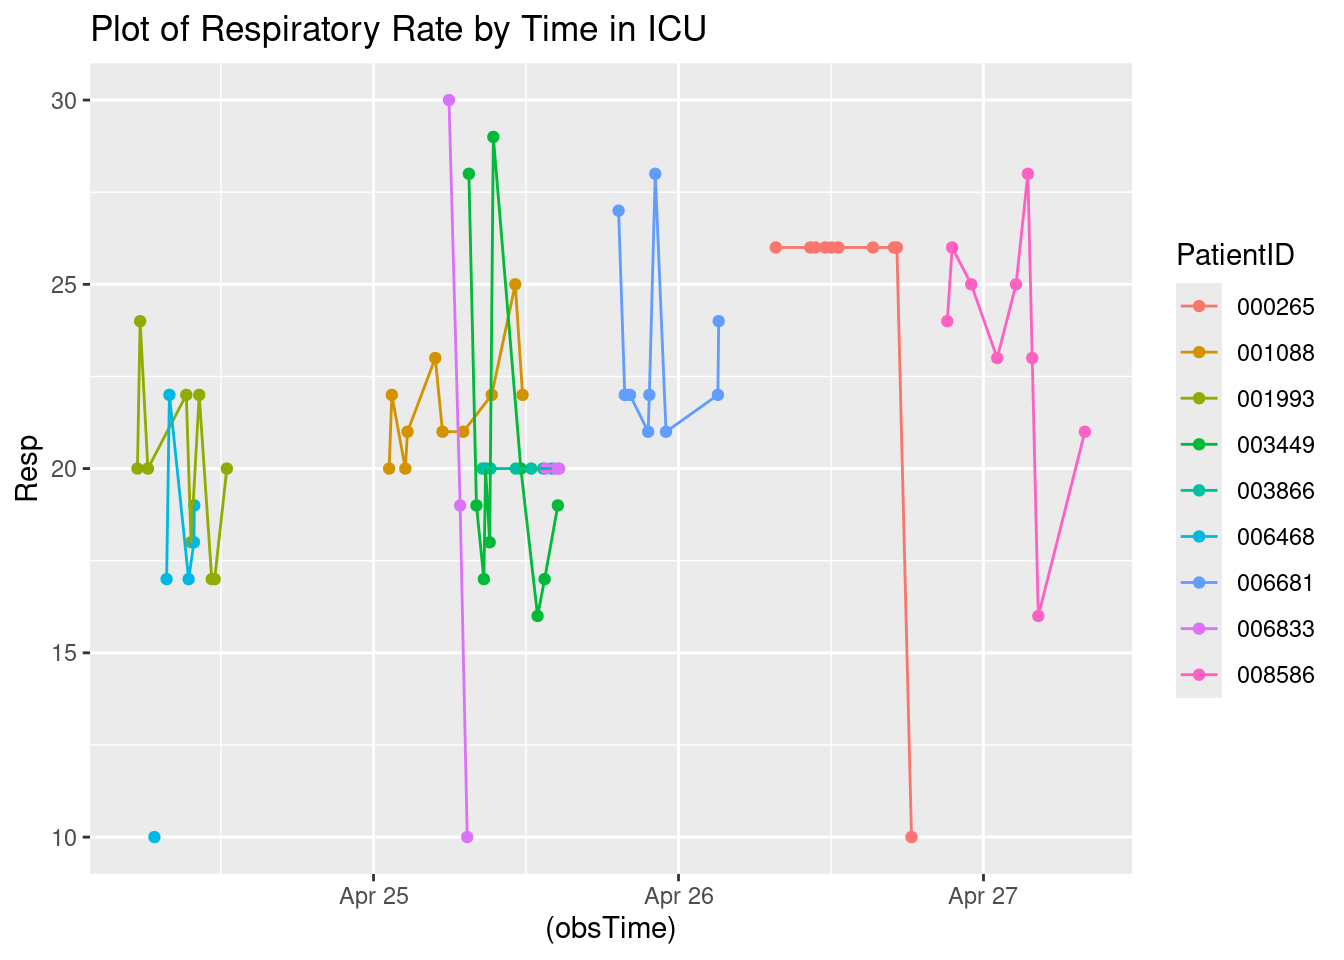 Plot of Respiratory Rate by Time in ICU
30
25
20
15
10
Resp
Apr 25
Apr 26
Apr 27
(obsTime)
PatientID
000265
001088
001993
003449
003866
006468
006681
006833
008586